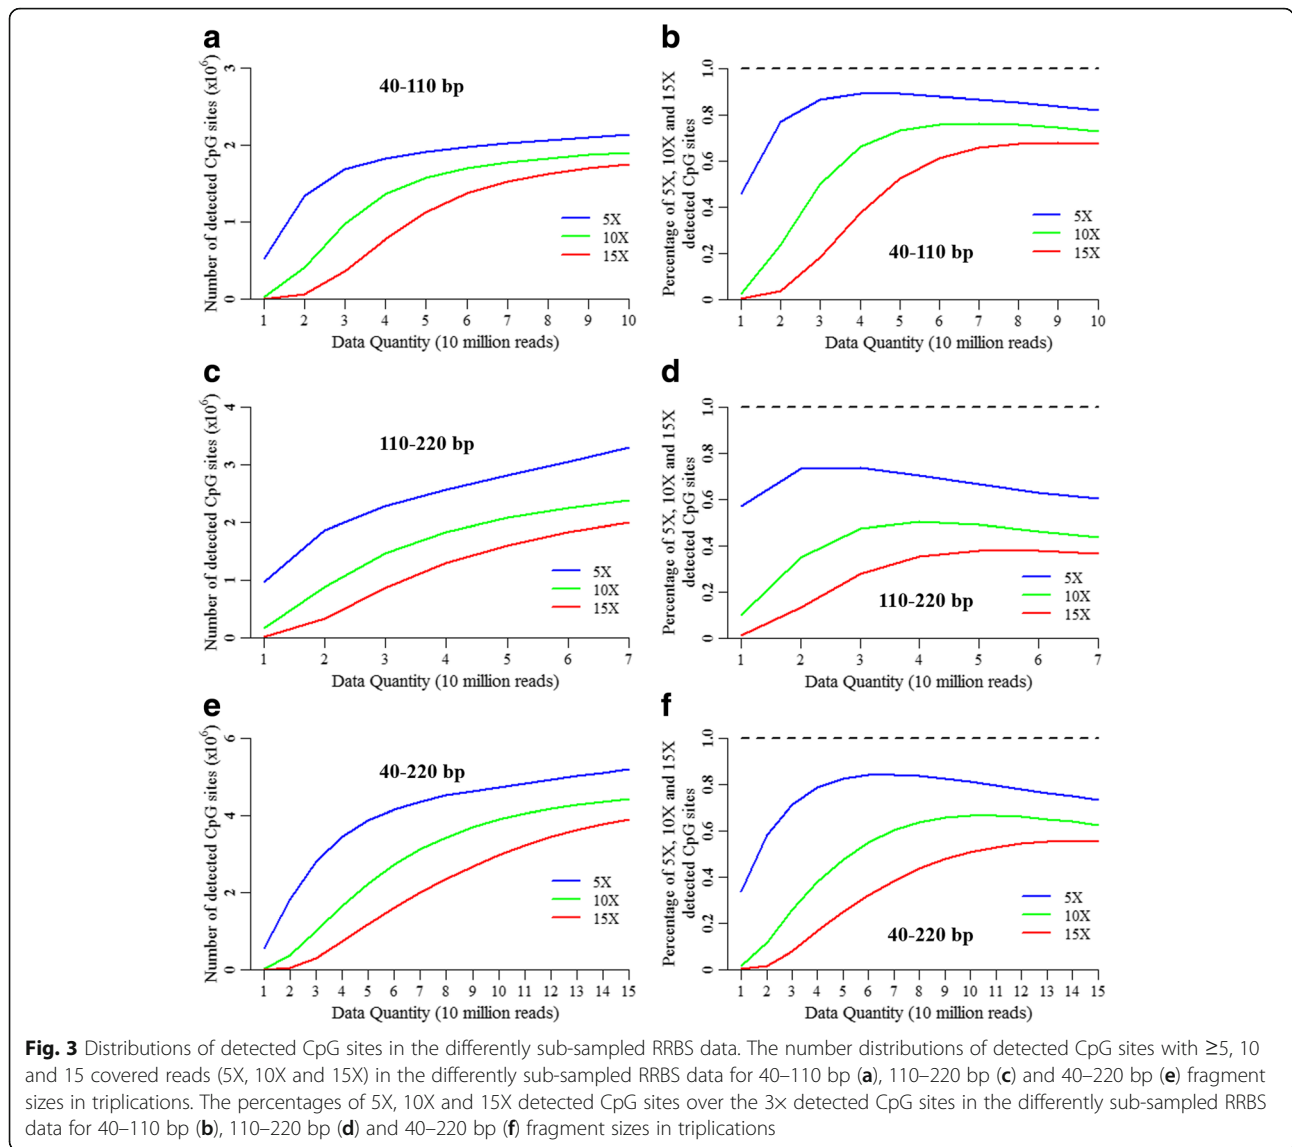 a
Number of detected CpG sites (x10⁶)
0 1 2 3
40-110 bp
5X
10X
15X
1 2 3 4 5 6 7 8 9 10
Data Quantity (10 million reads)
b
Percentage of 5X, 10X and 15X
detected CpG sites
0 0.2 0.4 0.6 0.8 1.0
5X
10X
15X
40-110 bp
1 2 3 4 5 6 7 8 9 10
Data Quantity (10 million reads)
c
Number of detected CpG sites (x10⁶)
0 1 2 3 4
110-220 bp
5X
10X
15X
1 2 3 4 5 6 7
Data Quantity (10 million reads)
d
Percentage of 5X, 10X and 15X
detected CpG sites
0 0.2 0.4 0.6 0.8 1.0
5X
10X
15X
110-220 bp
1 2 3 4 5 6 7
Data Quantity (10 million reads)
e
Number of detected CpG sites (x10⁶)
0 2 4 6
40-220 bp
5X
10X
15X
1 2 3 4 5 6 7 8 9 10 11 12 13 14 15
Data Quantity (10 million reads)
f
Percentage of 5X, 10X and 15X
detected CpG sites
0 0.2 0.4 0.6 0.8 1.0
5X
10X
15X
40-220 bp
1 2 3 4 5 6 7 8 9 10 11 12 13 14 15
Data Quantity (10 million reads)
Fig. 3 Distributions of detected CpG sites in the differently sub-sampled RRBS data. The number distributions of detected CpG sites with ≥5, 10
and 15 covered reads (5X, 10X and 15X) in the differently sub-sampled RRBS data for 40–110 bp (a), 110–220 bp (c) and 40–220 bp (e) fragment
sizes in triplications. The percentages of 5X, 10X and 15X detected CpG sites over the 3× detected CpG sites in the differently sub-sampled RRBS
data for 40–110 bp (b), 110–220 bp (d) and 40–220 bp (f) fragment sizes in triplications